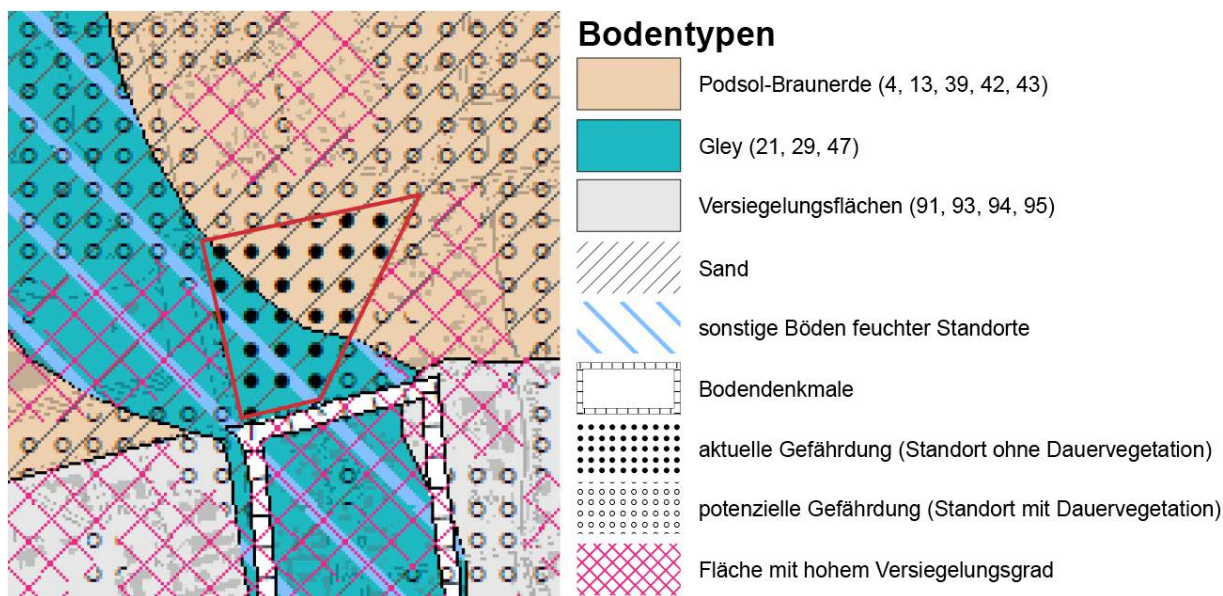 Bodentypen
Podsol-Braunerde (4, 13, 39, 42, 43)
Gley (21, 29, 47)
Versiegelungsflächen (91, 93, 94, 95)
Sand
sonstige Böden feuchter Standorte
Bodendenkmale
aktuelle Gefährdung (Standort ohne Dauervegetation)
potenzielle Gefährdung (Standort mit Dauervegetation)
Fläche mit hohem Versiegelungsgrad